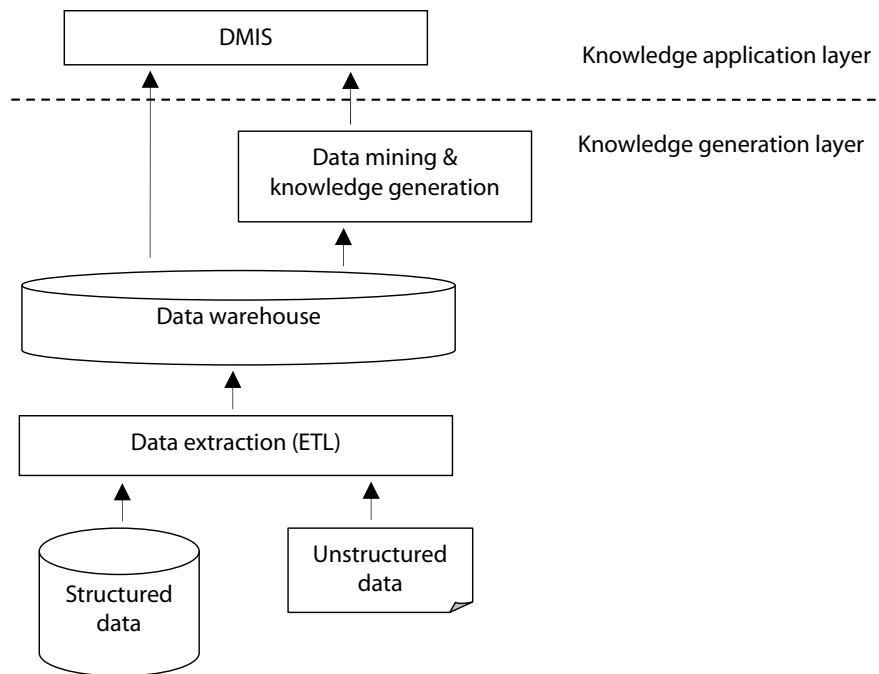 DMIS
Knowledge application layer
Data mining &
knowledge generation
Knowledge generation layer
Data warehouse
Data extraction (ETL)
Structured
data
Unstructured
data